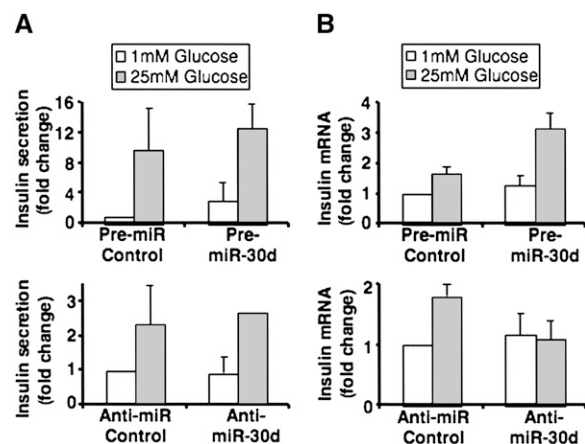 A
1mM Glucose
25mM Glucose
Insulin secretion
(fold change)
16
12
8
4
0
Pre-miR
Control
Pre-
miR-30d
Insulin secretion
(fold change)
3
2
1
0
Anti-miR
Control
Anti-
miR-30d
B
1mM Glucose
25mM Glucose
Insulin mRNA
(fold change)
4
3
2
1
0
Pre-miR
Control
Pre-
miR-30d
Insulin mRNA
(fold change)
2
1
0
Anti-miR
Control
Anti-
miR-30d